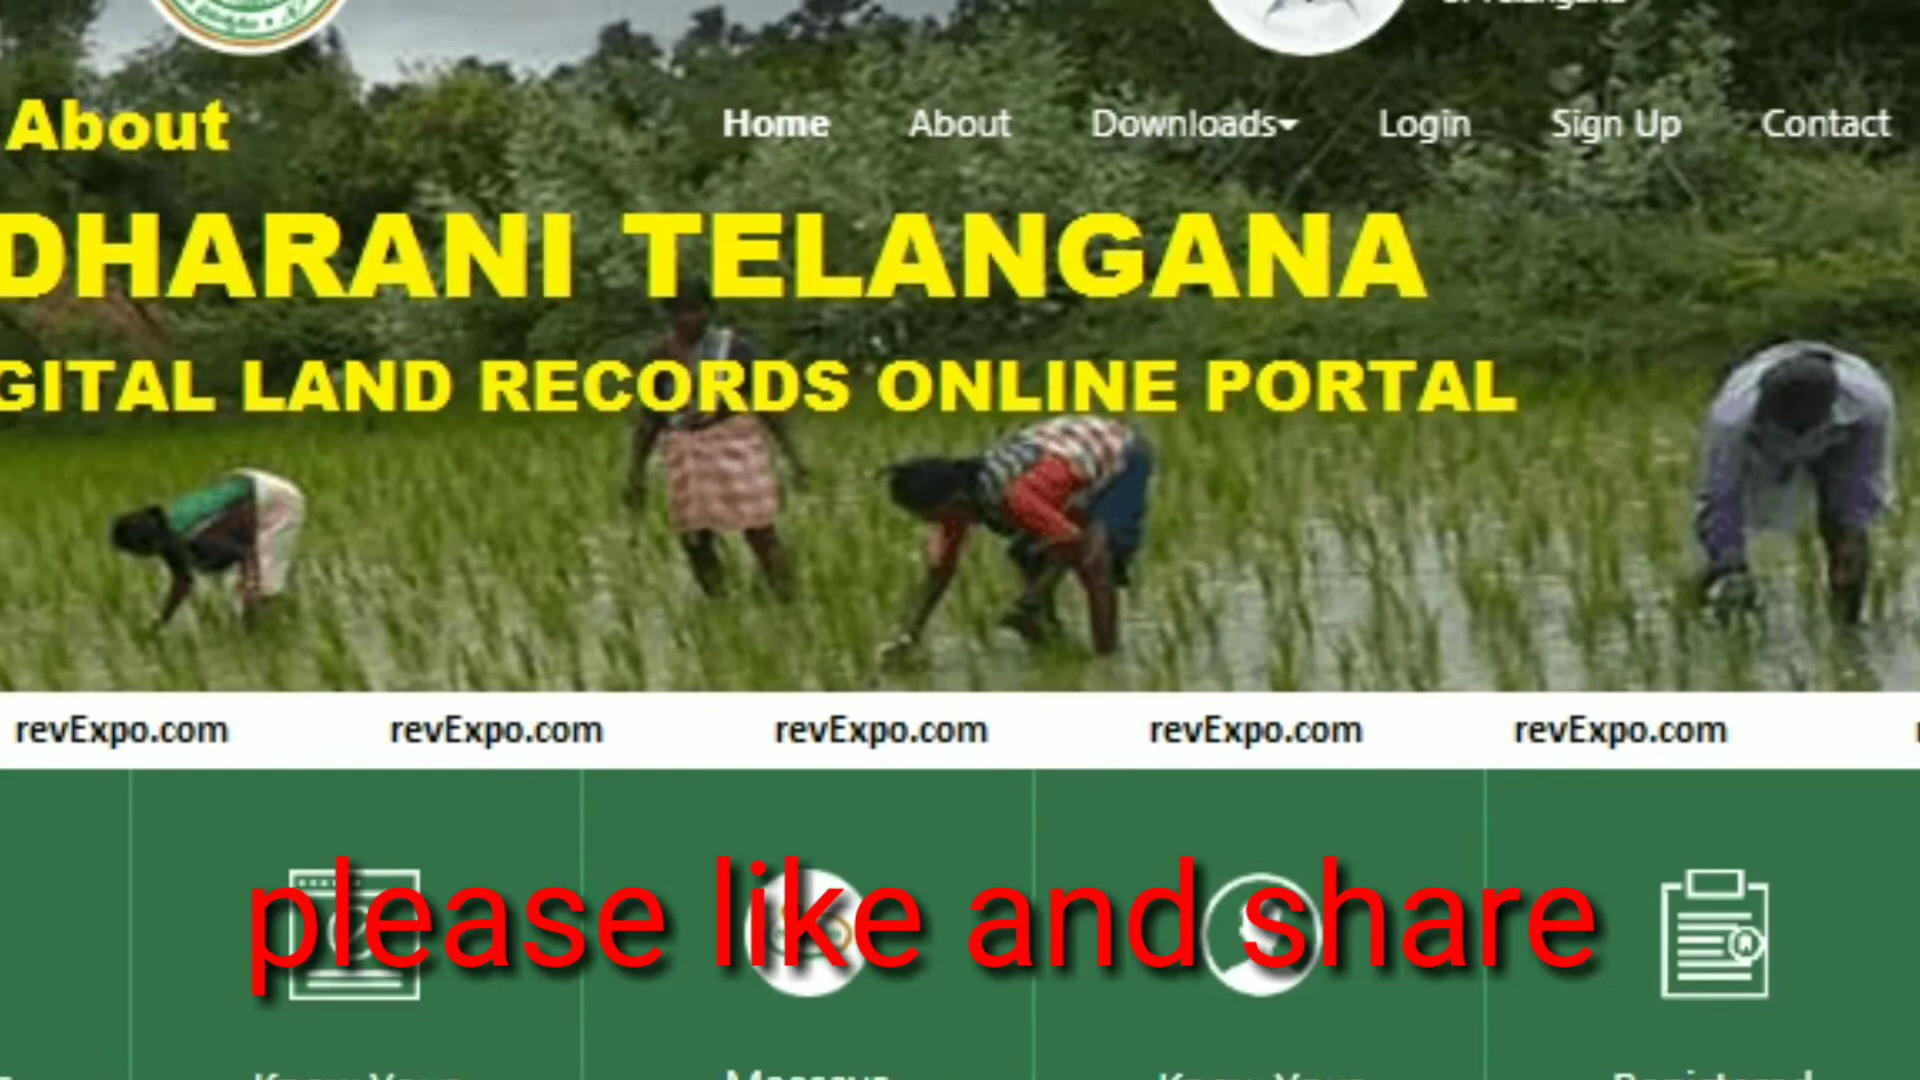 About
Home About Downloads Login Sign Up Contact
DHARANI TELANGANA
GITAL LAND RECORDS ONLINE PORTAL
revExpo.com revExpo.com revExpo.com revExpo.com revExpo.com
please like and share